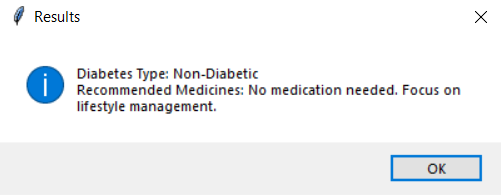 Results
Diabetes Type: Non-Diabetic
Recommended Medicines: No medication needed. Focus on
lifestyle management.
OK